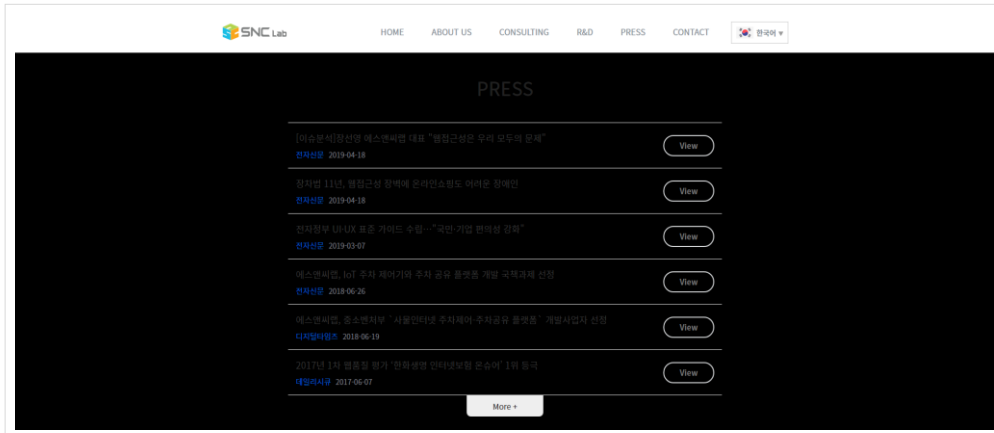 SNC Lab
HOME ABOUT US CONSULTING R&D PRESS CONTACT 한국어 ▼
PRESS
[이슈분석]장선영 에스앤씨랩 대표 "웹접근성은 우리 모두의 문제"
전자신문 2019-04-18
View
장차법 11년, 웹접근성 장벽에 온라인쇼핑도 어려운 장애인
전자신문 2019-04-18
View
전자정부 UI·UX 표준 가이드 수립…"국민·기업 편의성 강화"
전자신문 2019-03-07
View
에스앤씨랩, IoT 주차 제어기와 주차 공유 플랫폼 개발 국책과제 선정
전자신문 2018-06-26
View
에스앤씨랩, 중소벤처부 `사물인터넷 주차제어·주차공유 플랫폼` 개발사업자 선정
디지털타임즈 2018-06-19
View
2017년 1차 웹품질 평가 '한화생명 인터넷보험 온슈어' 1위 등극
데일리시큐 2017-06-07
View
More +